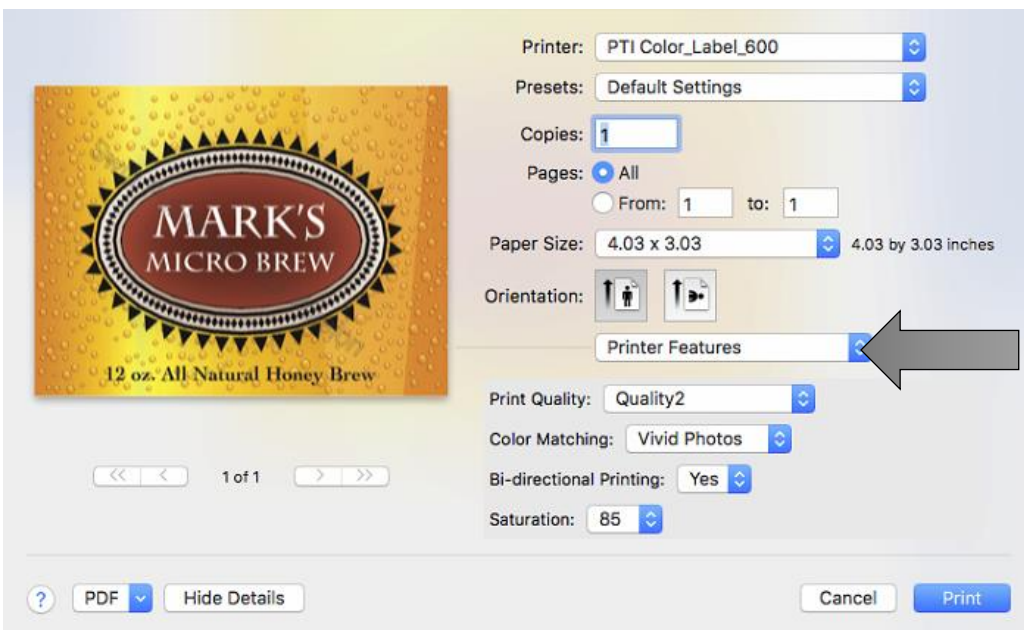 Printer: PTI Color_Label_600
Presets: Default Settings
Copies: 1
Pages: All
From: 1 to: 1
Paper Size: 4.03 x 3.03 4.03 by 3.03 inches
Orientation:
Printer Features
Print Quality: Quality2
Color Matching: Vivid Photos
Bi-directional Printing: Yes
Saturation: 85
MARK'S
MICRO BREW
12 oz. All Natural Honey Brew
<< < 1 of 1 > >>
? PDF Hide Details Cancel Print